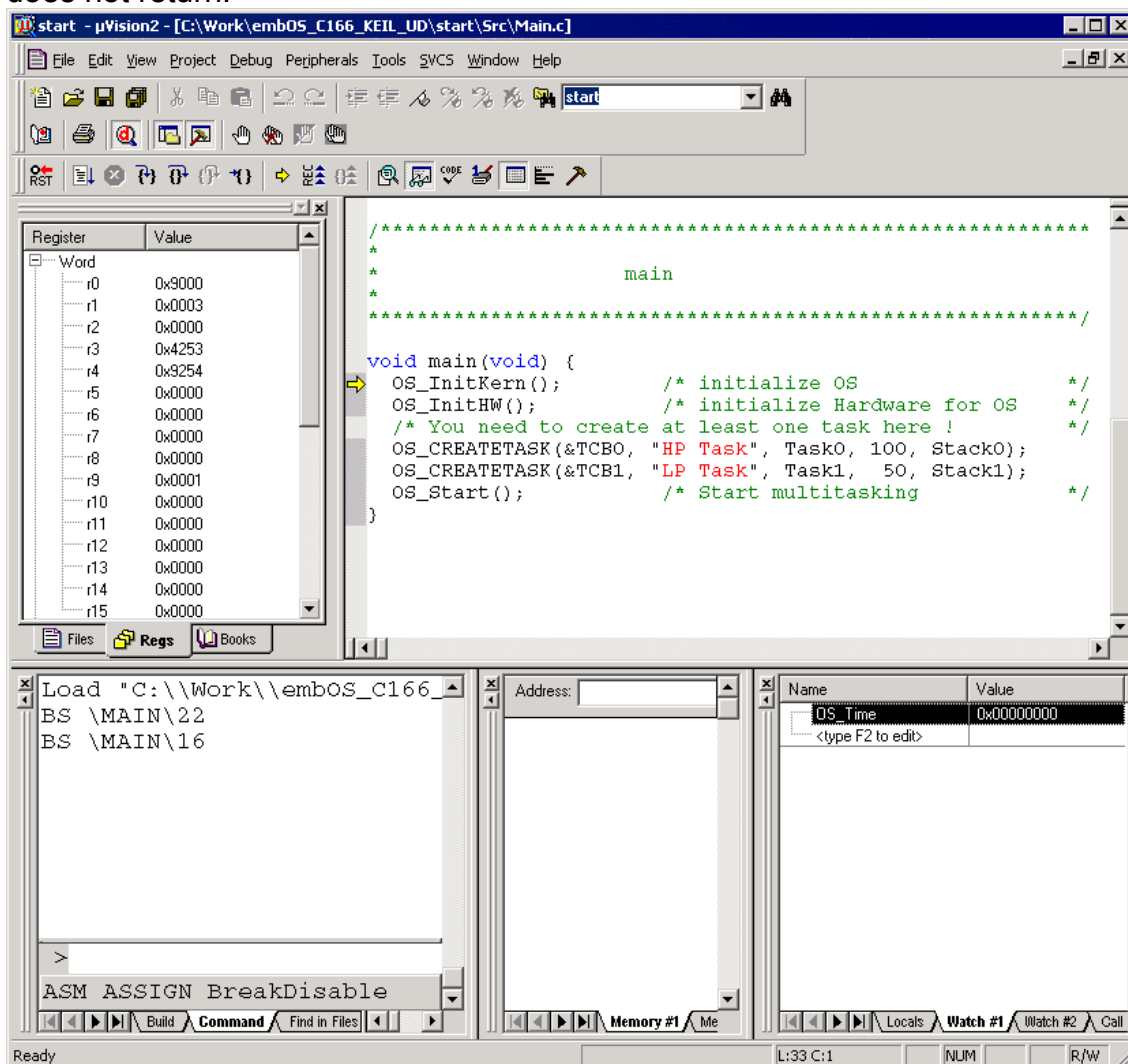 does not return.
start - µVision2 - [C:\Work\embOS_C166_KEIL_UD\start\Src\Main.c]
File Edit View Project Debug Peripherals Tools SVCS Window Help
start
RST
CODE
Register Value
Word
r0 0x9000
r1 0x0003
r2 0x0000
r3 0x4253
r4 0x9254
r5 0x0000
r6 0x0000
r7 0x0000
r8 0x0000
r9 0x0001
r10 0x0000
r11 0x0000
r12 0x0000
r13 0x0000
r14 0x0000
r15 0x0000
Files Regs Books
/**********************************************************
*
* main
*
**********************************************************/
void main(void) {
OS_InitKern(); /* initialize OS */
OS_InitHW(); /* initialize Hardware for OS */
/* You need to create at least one task here ! */
OS_CREATETASK(&TCB0, "HP Task", Task0, 100, Stack0);
OS_CREATETASK(&TCB1, "LP Task", Task1, 50, Stack1);
OS_Start(); /* Start multitasking */
}
Load "C:\\Work\\embOS_C166_
BS \MAIN\22
BS \MAIN\16
>
ASM ASSIGN BreakDisable
Build Command Find in Files
Address:
Memory #1 Me
Name Value
OS_Time 0x00000000
<type F2 to edit>
Locals Watch #1 Watch #2 Call
Ready L:33 C:1 NUM R/W